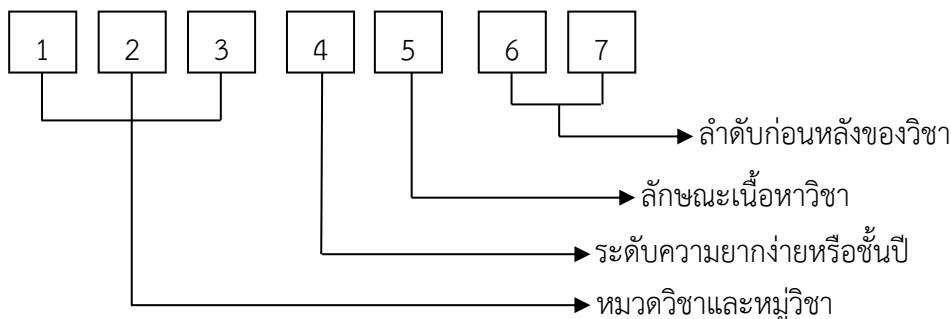 1 2 3 4 5 6 7
ลำดับก่อนหลังของวิชา
ลักษณะเนื้อหาวิชา
ระดับความยากง่ายหรือชั้นปี
หมวดวิชาและหมู่วิชา